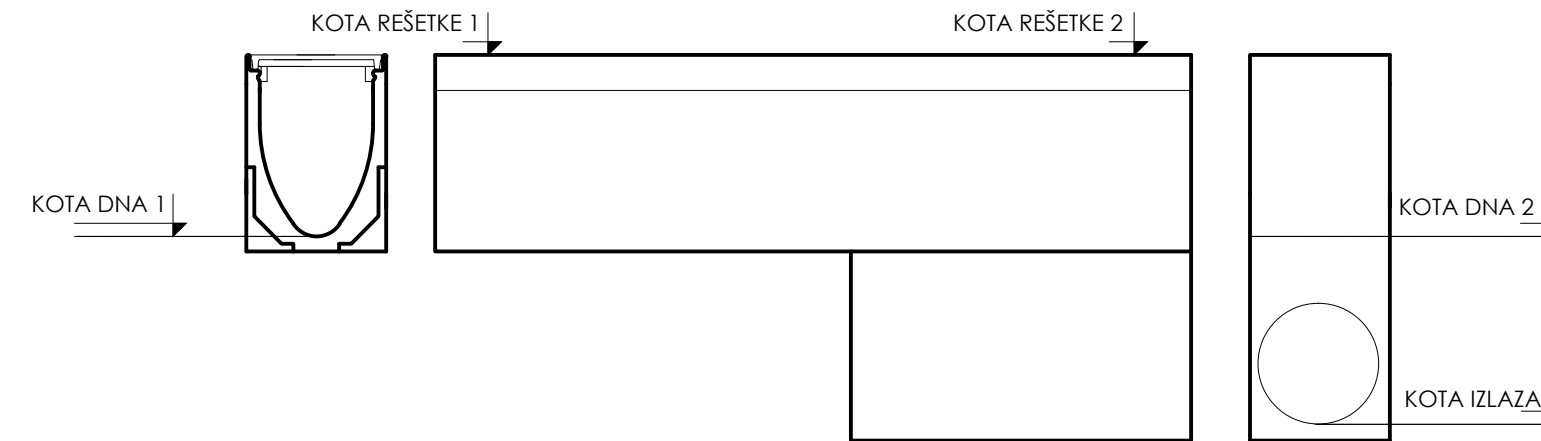 KOTA REŠETKE 1
KOTA REŠETKE 2
KOTA DNA 1
KOTA DNA 2
KOTA IZLAZA